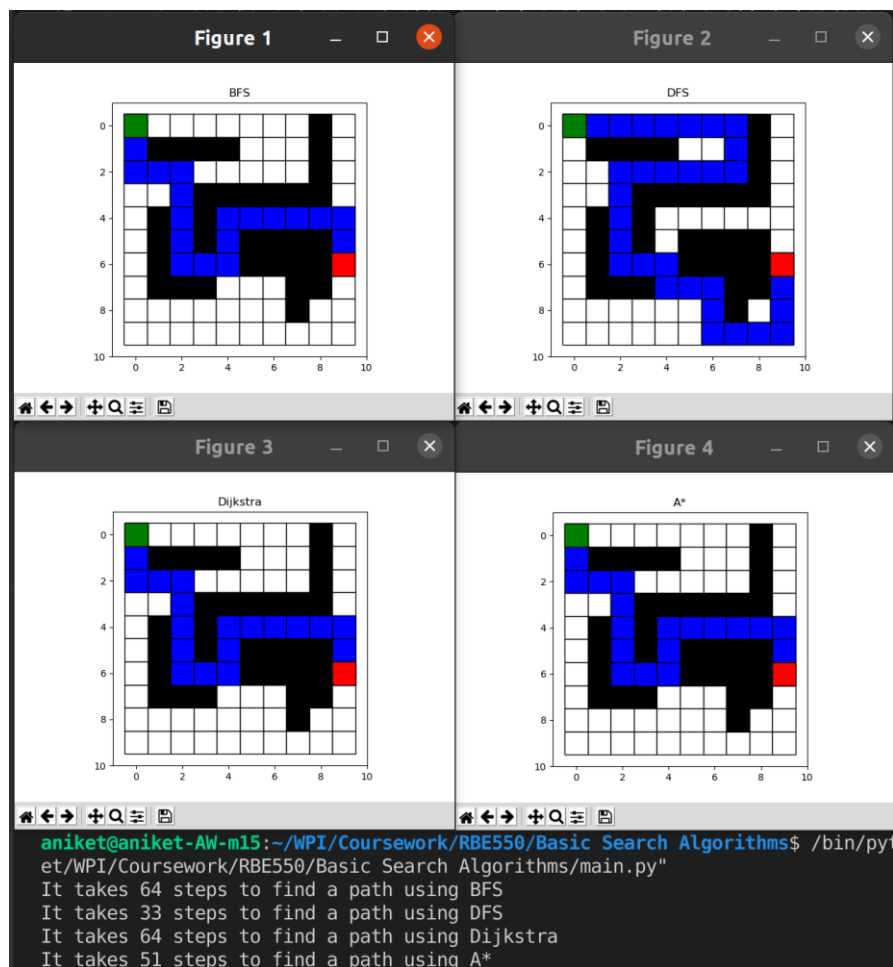 Figure 1
Figure 2
BFS
DFS
0
2
4
6
8
10
0 2 4 6 8 10
0
2
4
6
8
10
0 2 4 6 8 10
Figure 3
Figure 4
Dijkstra
A*
0
2
4
6
8
10
0 2 4 6 8 10
0
2
4
6
8
10
0 2 4 6 8 10
aniket@aniket-AW-m15:~/WPI/Coursework/RBE550/Basic Search Algorithms$ /bin/pyt
et/WPI/Coursework/RBE550/Basic Search Algorithms/main.py"
It takes 64 steps to find a path using BFS
It takes 33 steps to find a path using DFS
It takes 64 steps to find a path using Dijkstra
It takes 51 steps to find a path using A*